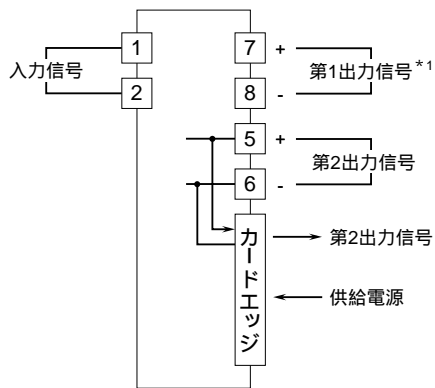 1
2
入力信号
7 +
8 -
第1出力信号*1
5 +
6 -
第2出力信号
カードエッジ
第2出力信号
供給電源